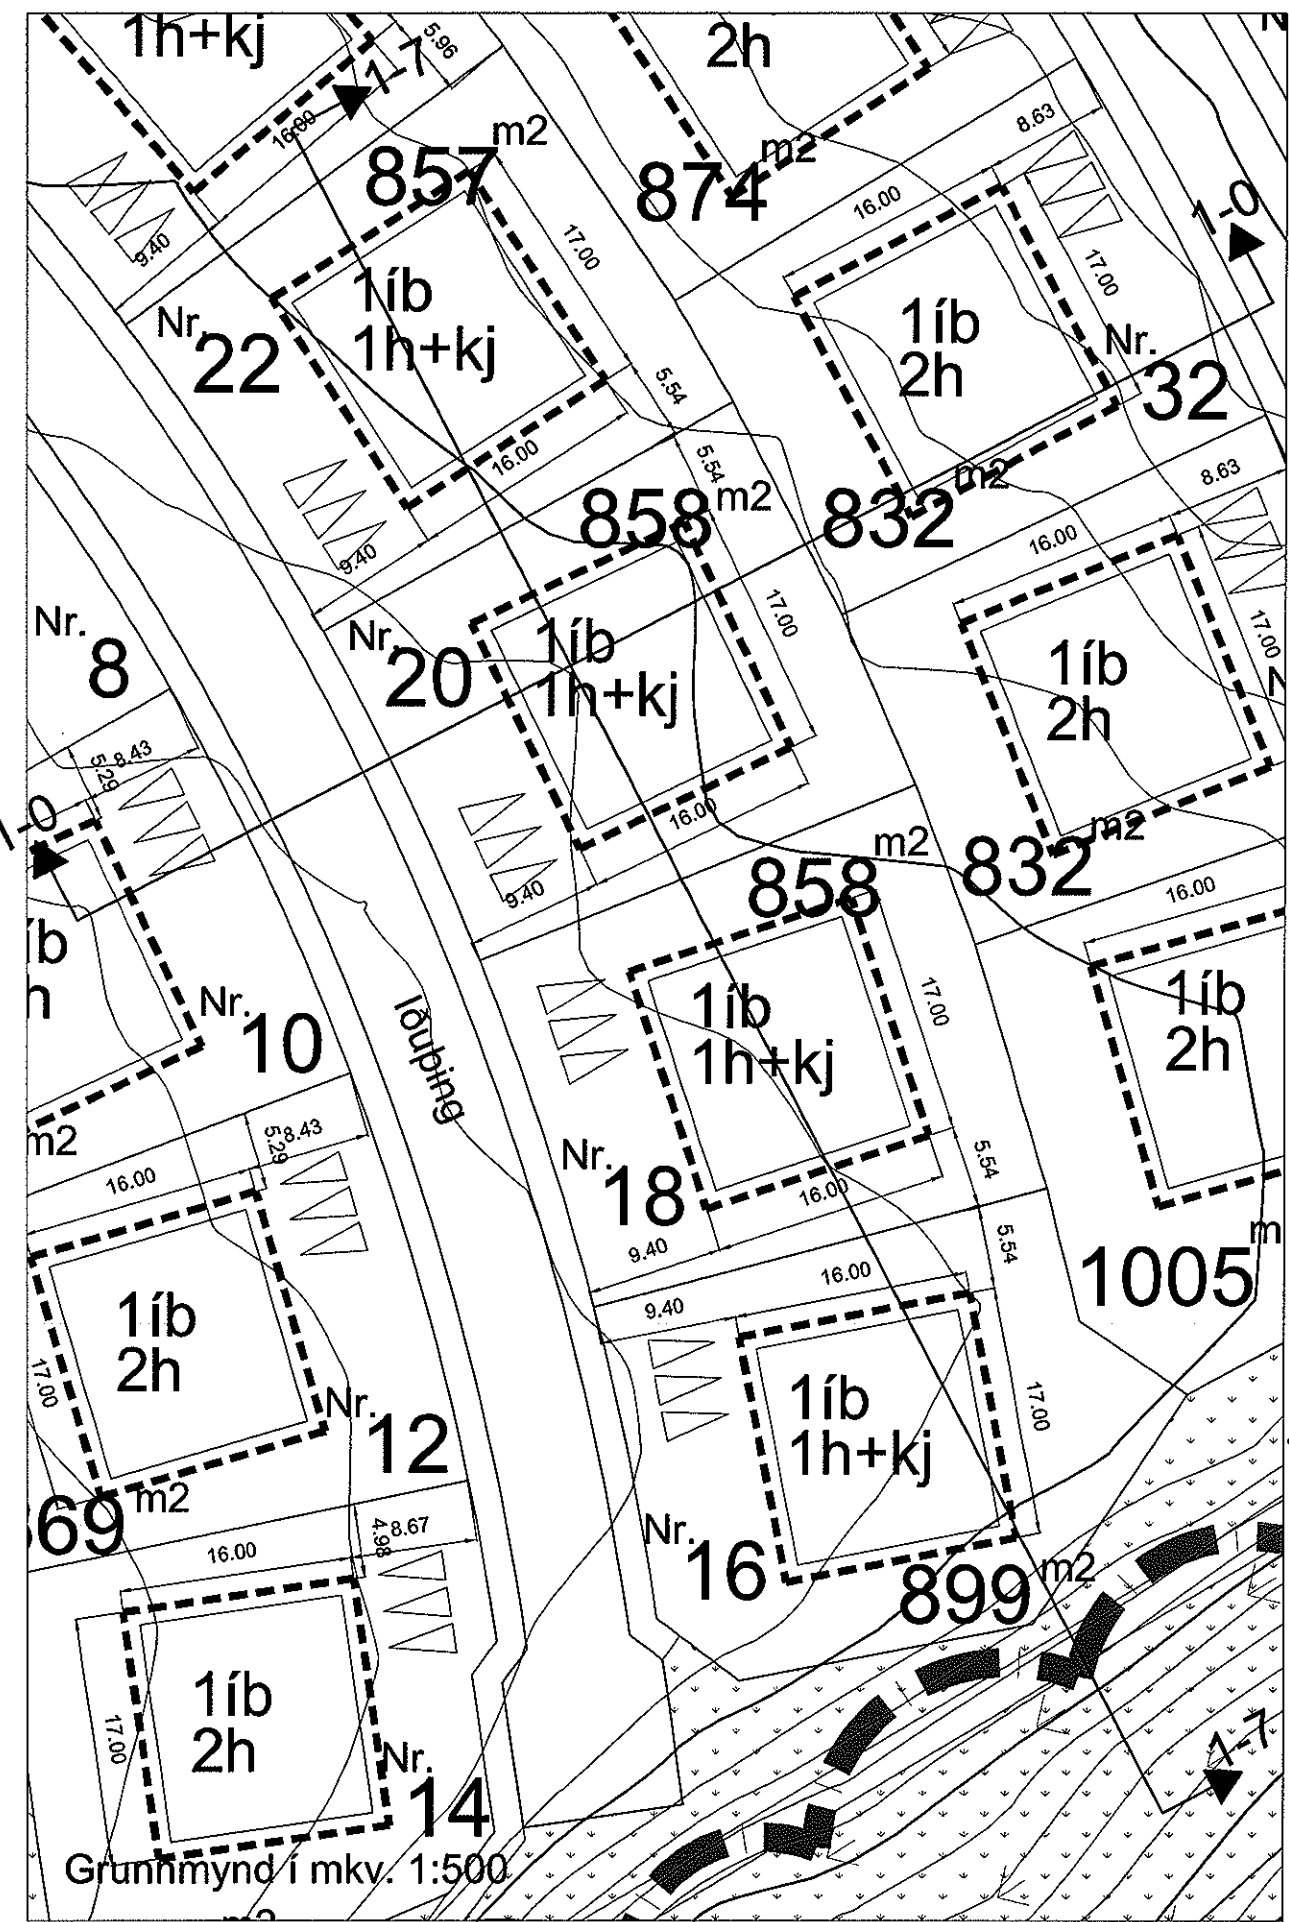 1h+kj
1-7
5.96
2h
N
16.00
857 m2
874 m2
8.63
16.00
1-0
9.40
17.00
17.00
Nr. 22
1íb
1h+kj
1íb
2h
Nr. 32
5.54
16.00
5.54
8.63
9.40
858 m2
832 m2
16.00
17.00
17.00
Nr. 8
Nr. 20
1íb
1h+kj
1íb
2h
8.43
5.29
1-0
16.00
9.40
858 m2
832 m2
16.00
íb
h
Nr. 10
Iðuþing
1íb
1h+kj
17.00
1íb
2h
m2
5.29
8.43
16.00
Nr. 18
16.00
5.54
9.40
5.54
1005 m
16.00
9.40
1íb
2h
17.00
Nr. 12
1íb
1h+kj
17.00
69 m2
4.98
8.67
16.00
Nr. 16
899 m2
1íb
2h
17.00
Nr. 14
1-7
Grunnmynd í mkv. 1:500
m2